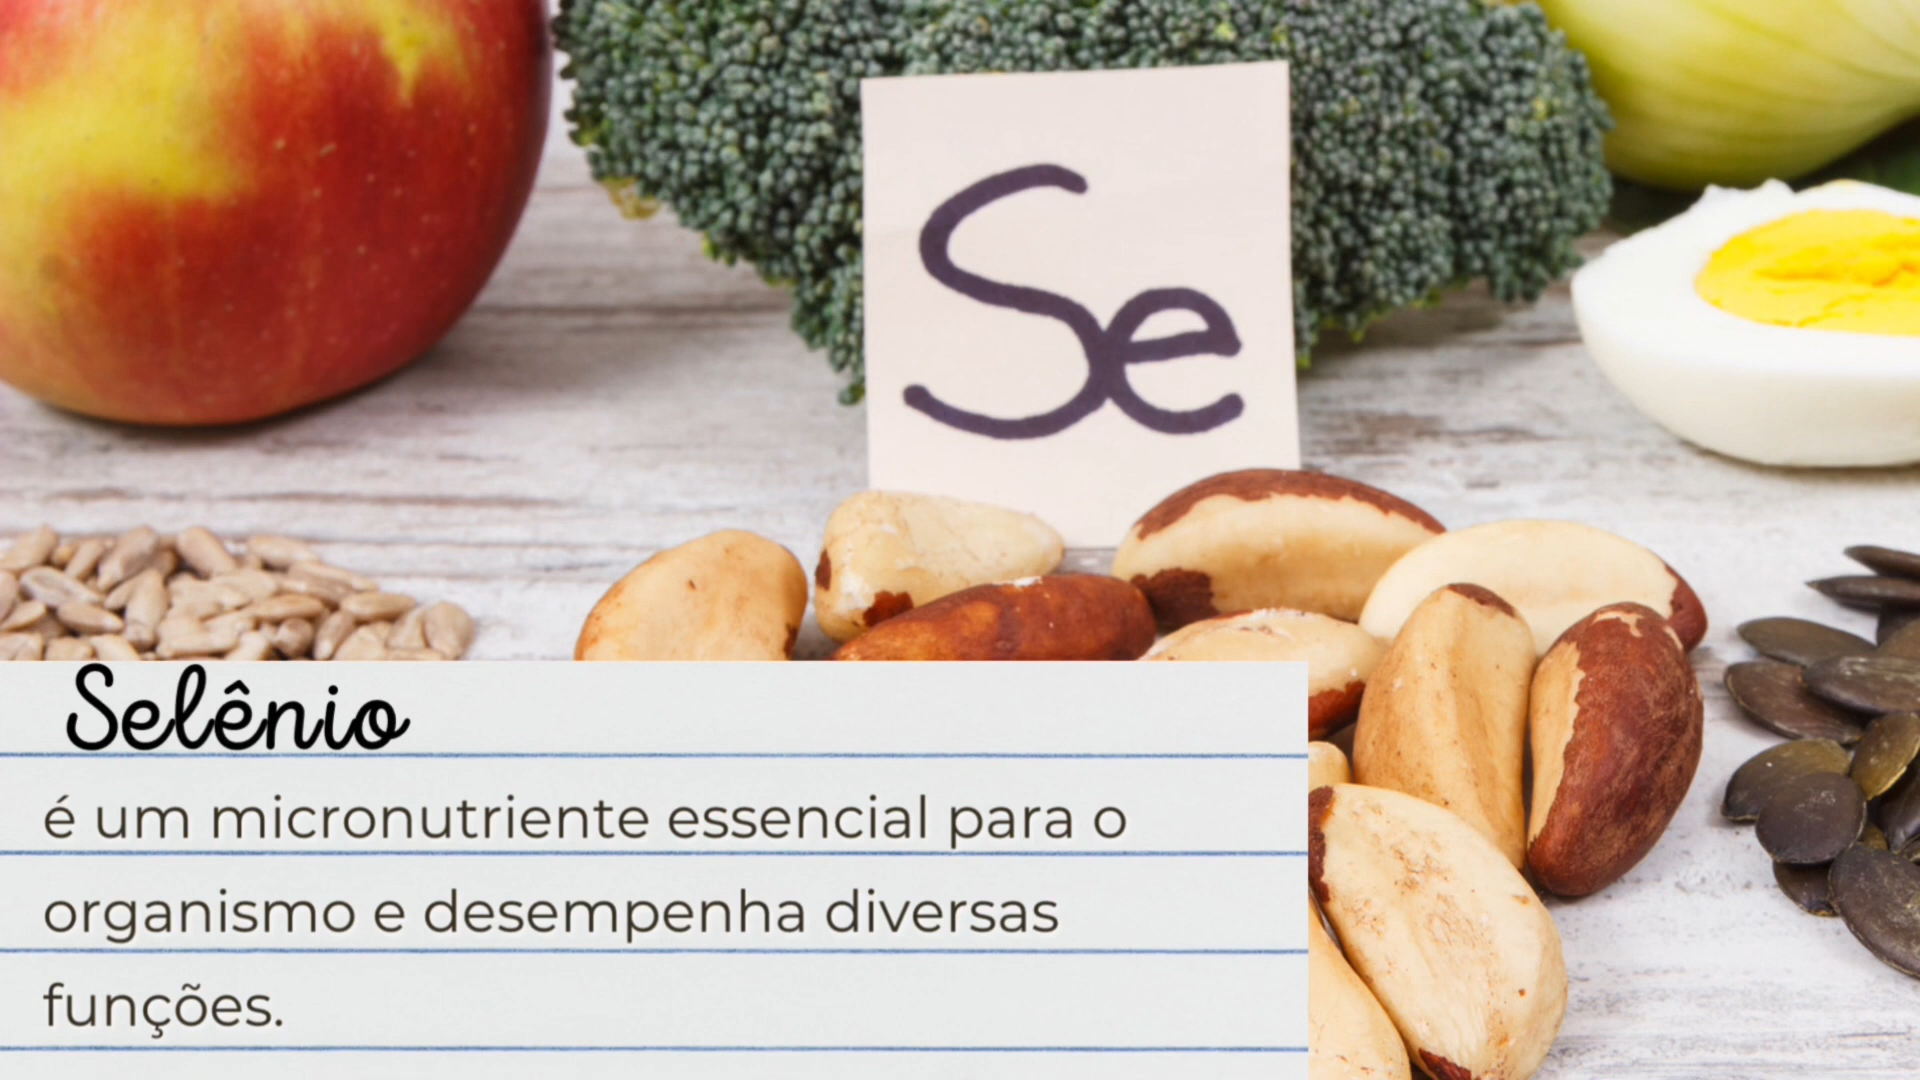 Se
Selênio
é um micronutriente essencial para o
organismo e desempenha diversas
funções.